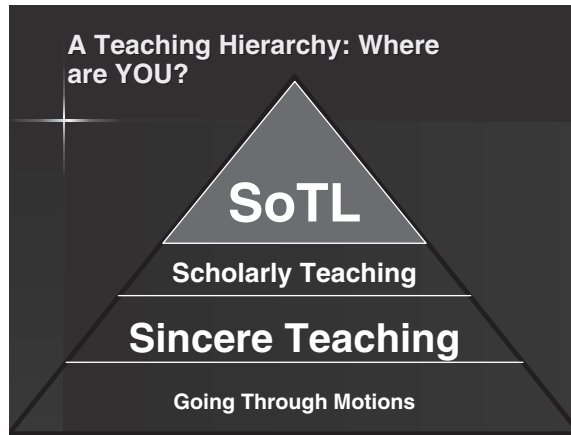 A Teaching Hierarchy: Where
are YOU?
SoTL
Scholarly Teaching
Sincere Teaching
Going Through Motions